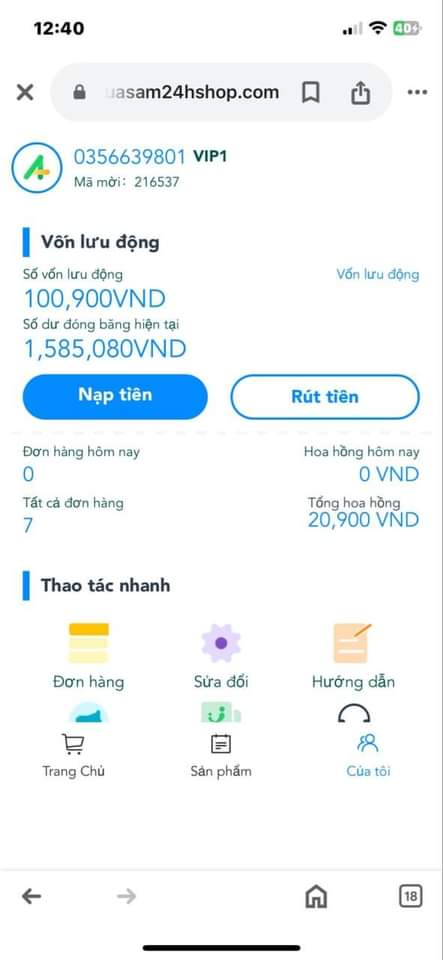 12:40
40
uasam24hshop.com
0356639801 VIP1
Mã mời: 216537
Vốn lưu động
Số vốn lưu động
Vốn lưu động
100,900VND
Số dư đóng băng hiện tại
1,585,080VND
Nạp tiền
Rút tiền
Đơn hàng hôm nay
Hoa hồng hôm nay
0
0 VND
Tất cả đơn hàng
Tổng hoa hồng
7
20,900 VND
Thao tác nhanh
Đơn hàng
Sửa đổi
Hướng dẫn
Trang Chủ
Sản phẩm
Của tôi
18